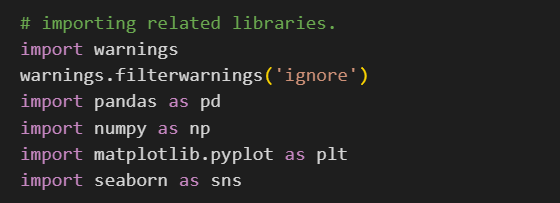 # importing related libraries.
import warnings
warnings.filterwarnings('ignore')
import pandas as pd
import numpy as np
import matplotlib.pyplot as plt
import seaborn as sns